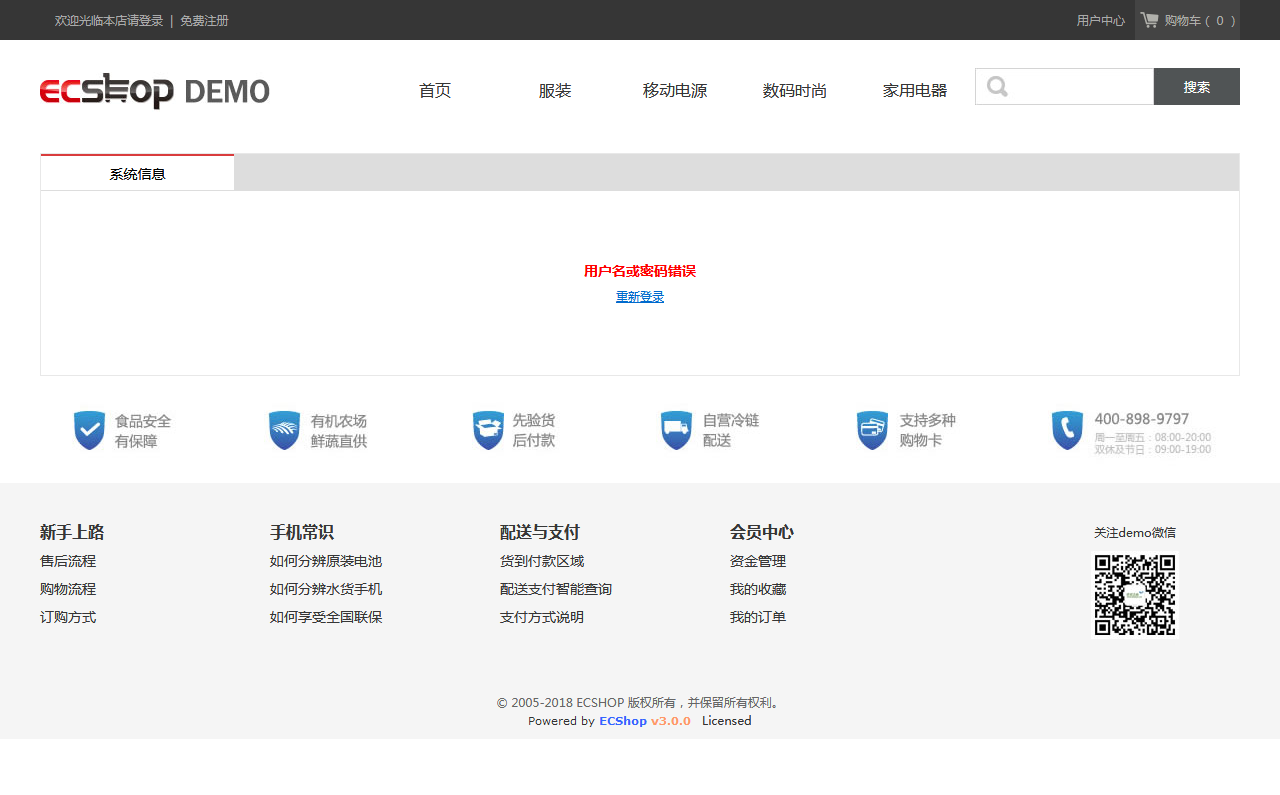 欢迎光临本店请登录 | 免费注册
用户中心 购物车 ( 0 )
ECSHOP DEMO
首页 服装 移动电源 数码时尚 家用电器
搜索
系统信息
用户名或密码错误
重新登录
食品安全
有保障
有机农场
鲜蔬直供
先验货
后付款
自营冷链
配送
支持多种
购物卡
400-898-9797
周一至周五：08:00-20:00
双休及节日：09:00-19:00
新手上路
售后流程
购物流程
订购方式
手机常识
如何分辨原装电池
如何分辨水货手机
如何享受全国联保
配送与支付
货到付款区域
配送支付智能查询
支付方式说明
会员中心
资金管理
我的收藏
我的订单
关注demo微信
© 2005-2018 ECSHOP 版权所有，并保留所有权利。
Powered by ECShop v3.0.0 Licensed